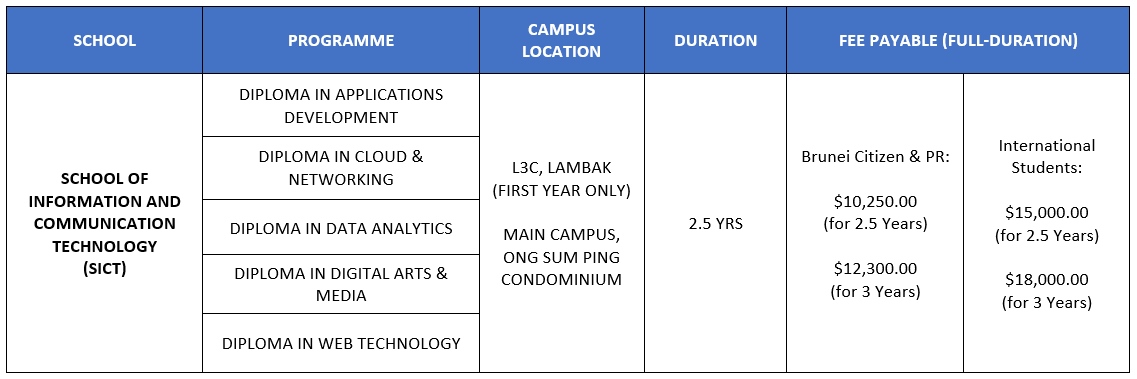 SCHOOL
PROGRAMME
CAMPUS
LOCATION
DURATION
FEE PAYABLE (FULL-DURATION)
SCHOOL OF
INFORMATION AND
COMMUNICATION
TECHNOLOGY
(SICT)
DIPLOMA IN APPLICATIONS
DEVELOPMENT
DIPLOMA IN CLOUD &
NETWORKING
DIPLOMA IN DATA ANALYTICS
DIPLOMA IN DIGITAL ARTS &
MEDIA
DIPLOMA IN WEB TECHNOLOGY
L3C, LAMBAK
(FIRST YEAR ONLY)
MAIN CAMPUS,
ONG SUM PING
CONDOMINIUM
2.5 YRS
Brunei Citizen & PR:
$10,250.00
(for 2.5 Years)
$12,300.00
(for 3 Years)
International
Students:
$15,000.00
(for 2.5 Years)
$18,000.00
(for 3 Years)